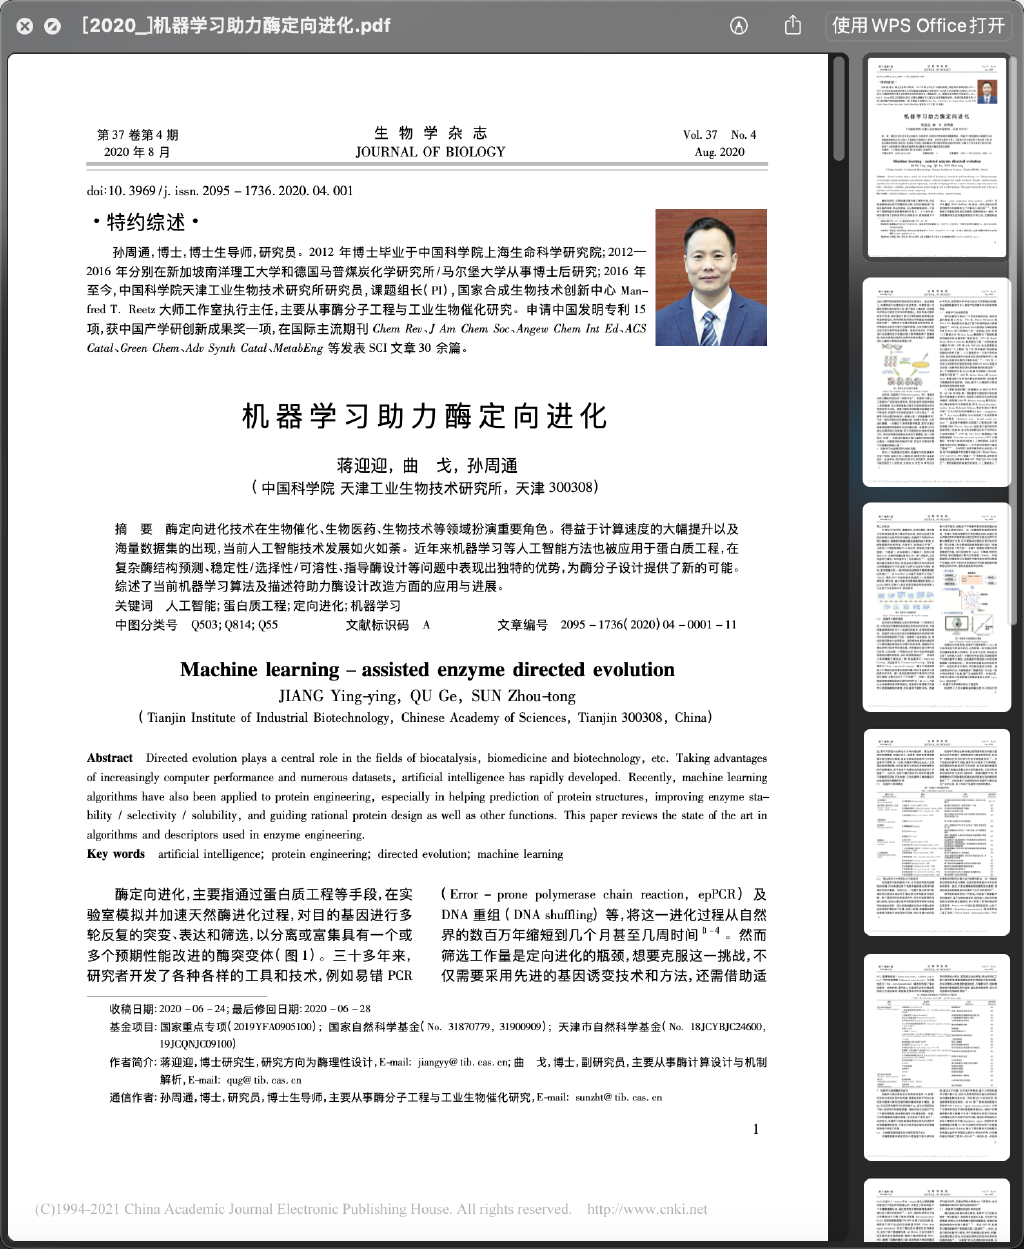 [2020_]机器学习助力酶定向进化.pdf
使用 WPS Office 打开
第 37 卷第 4 期
生 物 学 杂 志
Vol. 37 No. 4
2020 年 8 月
JOURNAL OF BIOLOGY
Aug. 2020
doi:10. 3969 / j. issn. 2095 - 1736. 2020. 04. 001
·特约综述·
孙周通,博士,博士生导师,研究员。2012 年博士毕业于中国科学院上海生命科学研究院;2012—
2016 年分别在新加坡南洋理工大学和德国马普煤炭化学研究所/马尔堡大学从事博士后研究;2016 年
至今,中国科学院天津工业生物技术研究所研究员,课题组长(PI),国家合成生物技术创新中心 Man-
fred T. Reetz 大师工作室执行主任,主要从事酶分子工程与工业生物催化研究。申请中国发明专利 15
项,获中国产学研创新成果奖一项,在国际主流期刊 Chem Rev、J Am Chem Soc、Angew Chem Int Ed、ACS
Catal、Green Chem、Adv Synth Catal、MetabEng 等发表 SCI 文章 30 余篇。
机器学习助力酶定向进化
蒋迎迎, 曲 戈, 孙周通
(中国科学院 天津工业生物技术研究所, 天津 300308)
摘 要 酶定向进化技术在生物催化、生物医药、生物技术等领域扮演重要角色。得益于计算速度的大幅提升以及
海量数据集的出现,当前人工智能技术发展如火如荼。近年来机器学习等人工智能方法也被应用于蛋白质工程,在
复杂酶结构预测、稳定性/选择性/可溶性、指导酶设计等问题中表现出独特的优势,为酶分子设计提供了新的可能。
综述了当前机器学习算法及描述符助力酶设计改造方面的应用与进展。
关键词 人工智能; 蛋白质工程; 定向进化; 机器学习
中图分类号 Q503; Q814; Q55 文献标识码 A 文章编号 2095 - 1736( 2020) 04 - 0001 - 11
Machine learning - assisted enzyme directed evolution
JIANG Ying-ying, QU Ge, SUN Zhou-tong
( Tianjin Institute of Industrial Biotechnology, Chinese Academy of Sciences, Tianjin 300308, China)
Abstract Directed evolution plays a central role in the fields of biocatalysis, biomedicine and biotechnology, etc. Taking advantages
of increasingly computer performance and numerous datasets, artificial intelligence has rapidly developed. Recently, machine learning
algorithms have also been applied to protein engineering, especially in helping prediction of protein structures, improving enzyme sta-
bility / selectivity / solubility, and guiding rational protein design as well as other functions. This paper reviews the state of the art in
algorithms and descriptors used in enzyme engineering.
Key words artificial intelligence; protein engineering; directed evolution; machine learning
酶定向进化,主要指通过蛋白质工程等手段,在实
验室模拟并加速天然酶进化过程,对目的基因进行多
轮反复的突变、表达和筛选,以分离或富集具有一个或
多个预期性能改进的酶突变体(图 1)。三十多年来,
研究者开发了各种各样的工具和技术,例如易错 PCR
( Error - prone polymerase chain reaction, epPCR) 及
DNA 重组( DNA shuffling) 等,将这一进化过程从自然
界的数百万年缩短到几个月甚至几周时间[1-4]。然而
筛选工作量是定向进化的瓶颈,想要克服这一挑战,不
仅需要采用先进的基因诱变技术和方法,还需借助适
收稿日期: 2020 - 06 - 24; 最后修回日期: 2020 - 06 - 28
基金项目: 国家重点专项( 2019YFA0905100) ; 国家自然科学基金( No. 31870779, 31900909) ; 天津市自然科学基金( No. 18JCYBJC24600,
19JCQNJC09100)
作者简介: 蒋迎迎,博士研究生,研究方向为酶理性设计,E-mail: jiangyy@ tib. cas. cn; 曲 戈,博士,副研究员,主要从事酶计算设计与机制
解析,E-mail: qug@ tib. cas. cn
通信作者: 孙周通,博士,研究员,博士生导师,主要从事酶分子工程与工业生物催化研究,E-mail: sunzht@ tib. cas. cn
1
(C)1994-2021 China Academic Journal Electronic Publishing House. All rights reserved. http://www.cnki.net